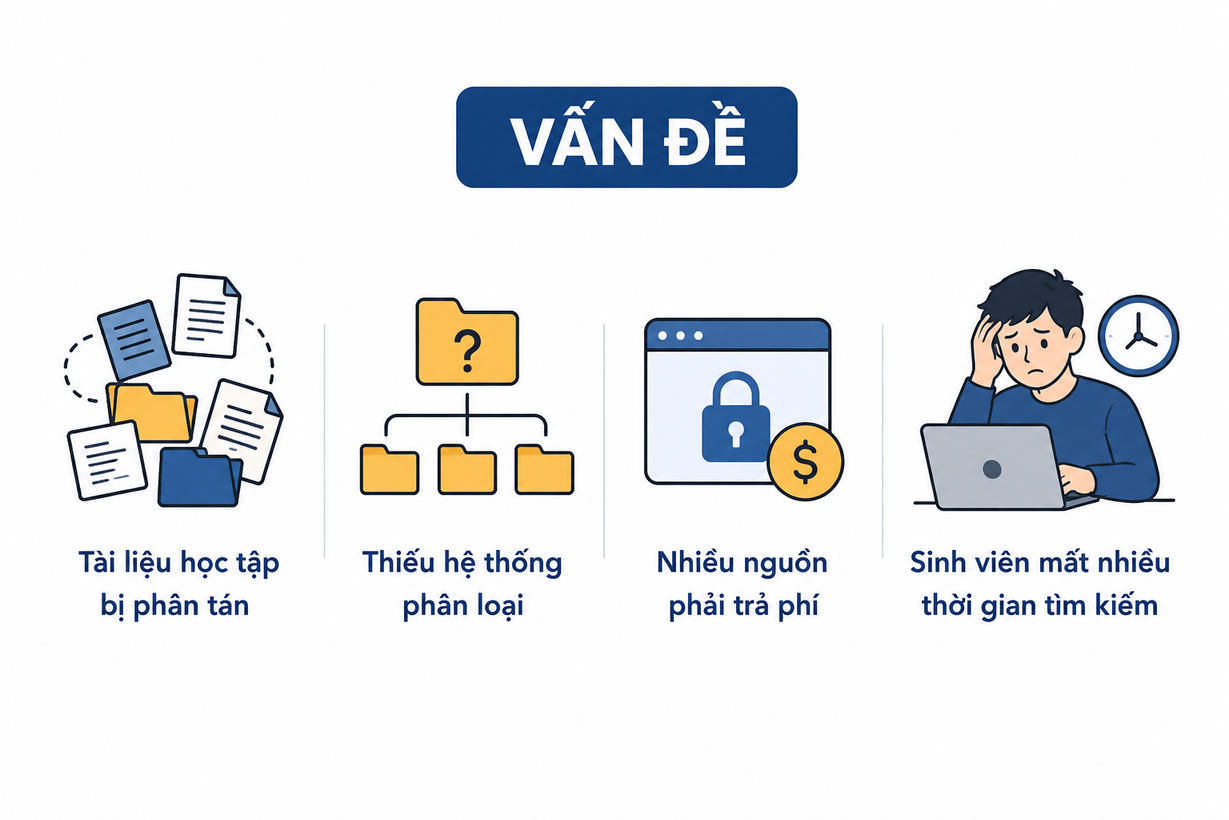 VẤN ĐỀ
?
$
Tài liệu học tập
bị phân tán
Thiếu hệ thống
phân loại
Nhiều nguồn
phải trả phí
Sinh viên mất nhiều
thời gian tìm kiếm